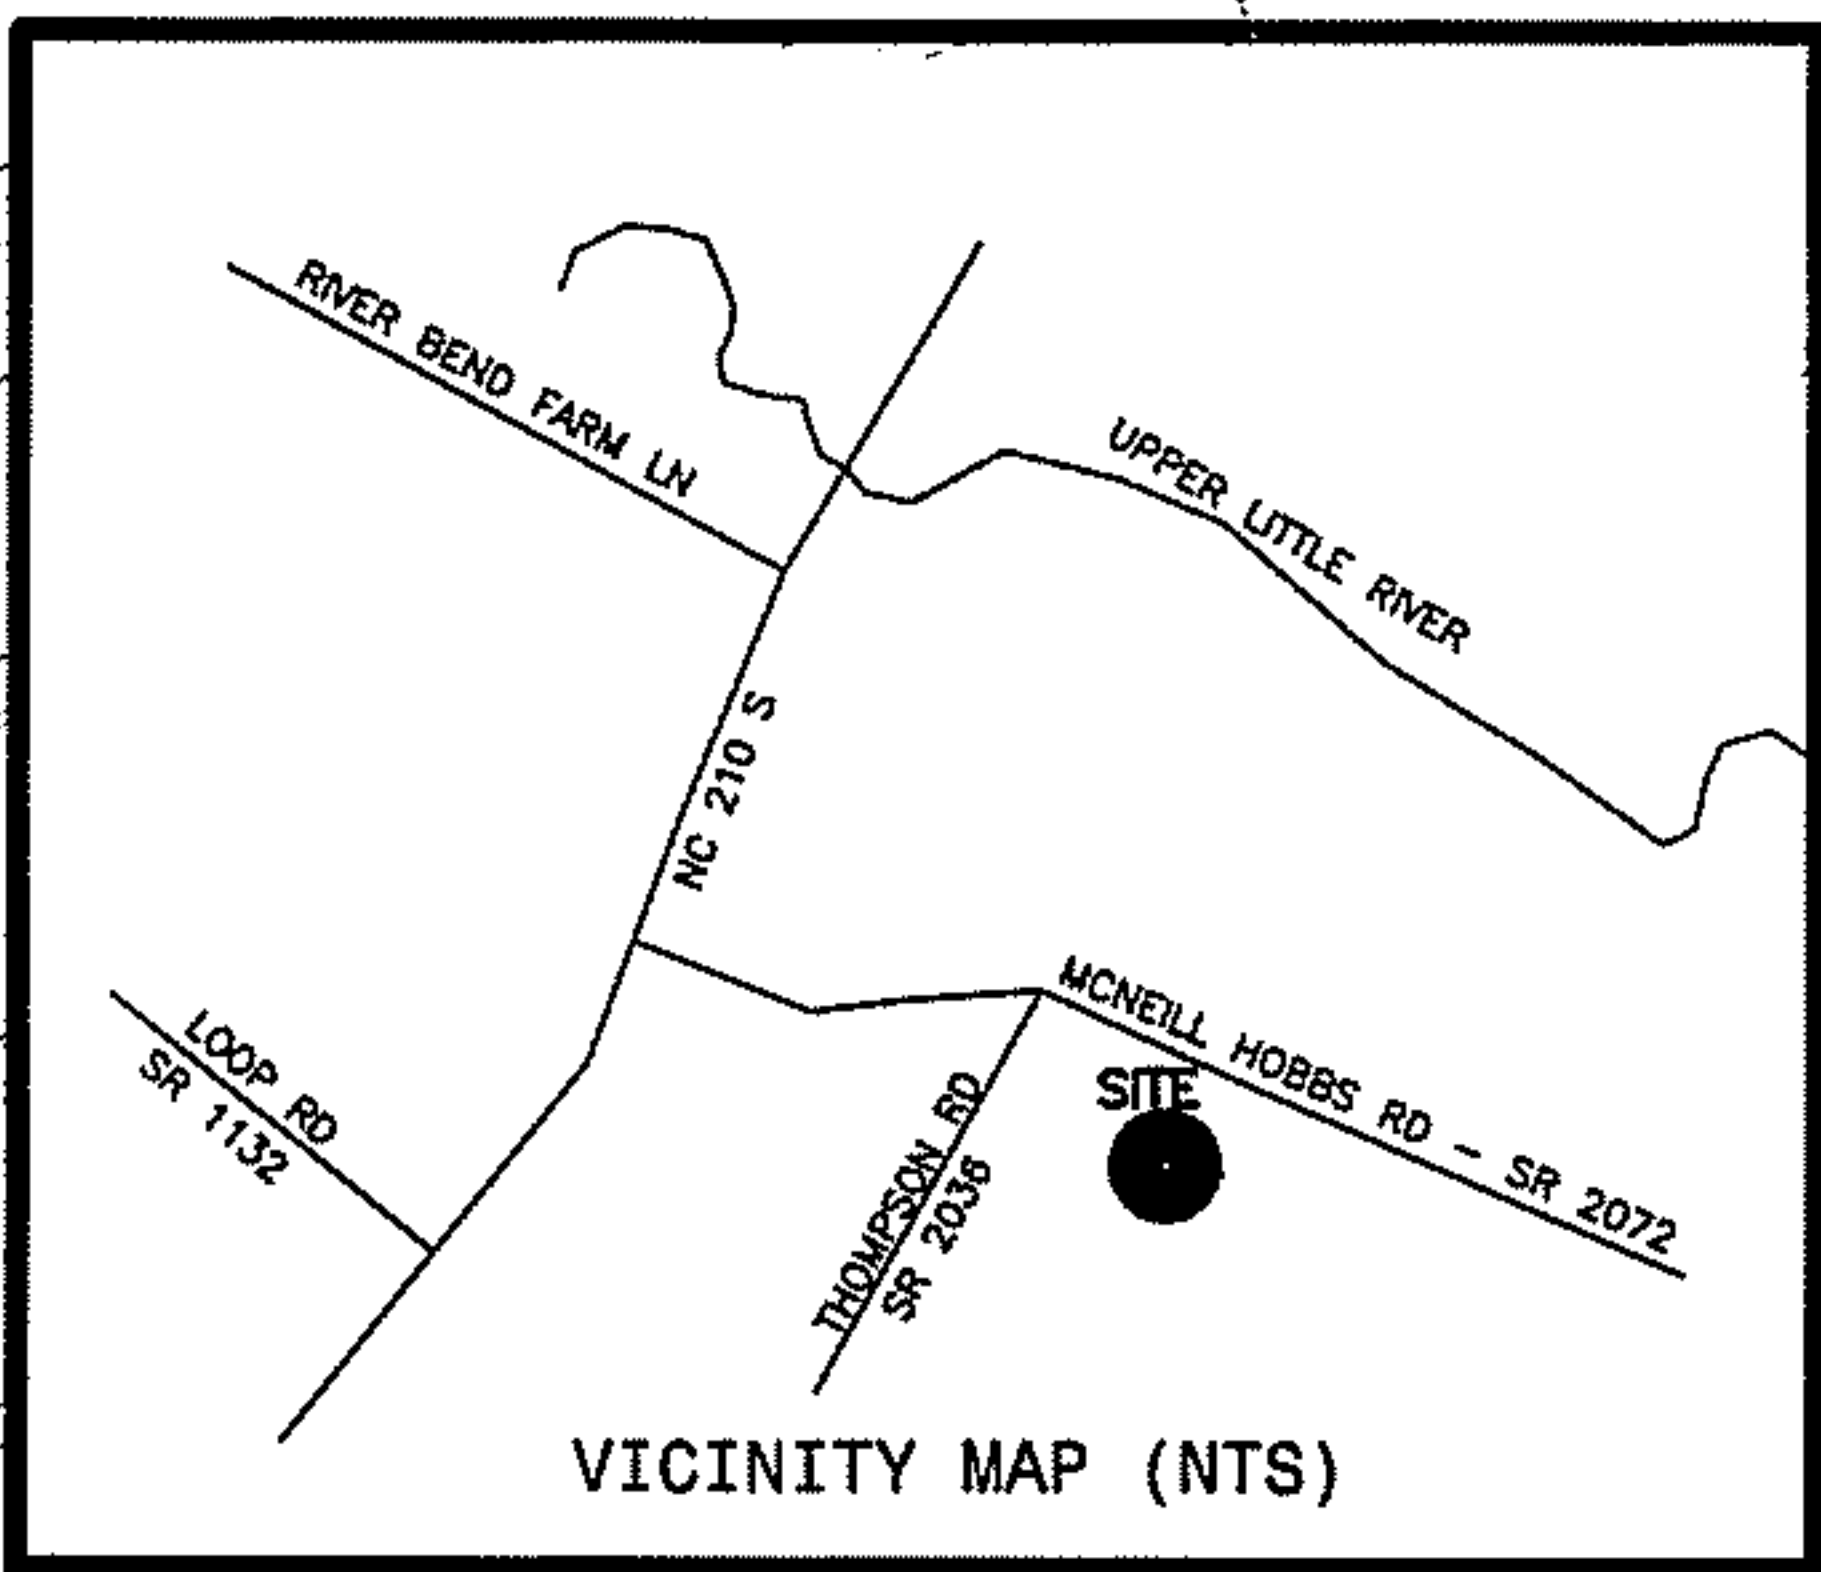 RIVER BEND FARM LN
UPPER LITTLE RIVER
NC 210 S
MCNEILL HOBBS RD - SR 2072
LOOP RD
SR 1132
SITE
THOMPSON RD
SR 2036
VICINITY MAP (NTS)